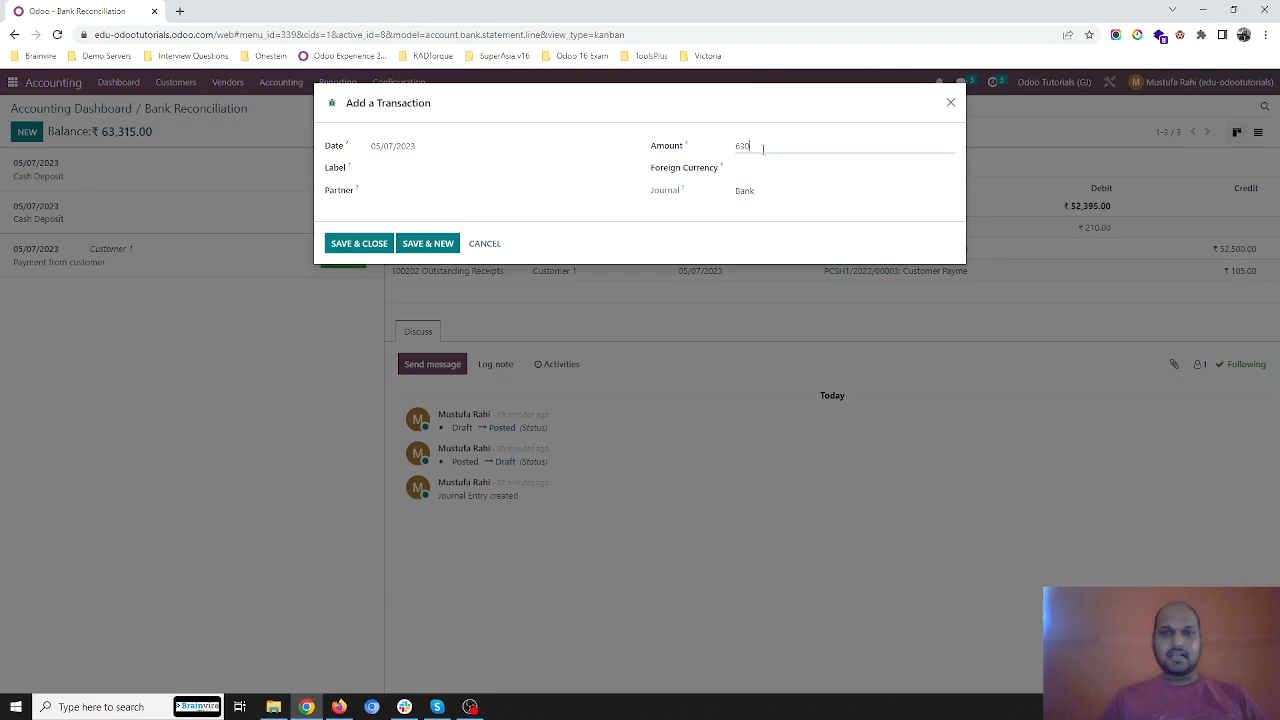 Odoo - Bank Reconciliation
edu-odootutorials.odoo.com/web#menu_id=339&cids=1&active_id=8&model=account.bank.statement.line&view_type=kanban
Brainvire
Demo Servers
Interview Questions
Onestein
Odoo Experience 2...
RADTorque
SuperAsia v16
Odoo 16 Exam
ToolsPlus
Victoria
Accounting
Dashboard
Customers
Vendors
Accounting
3
3
Odoo Tutorials (GJ)
Mustufa Rahi (edu-odootutorials)
Accounting Dashboard / Bank Reconciliation
NEW Balance: ₹ 63,315.00
1-3 / 3
05/07/2023
Cash Deposit
05/07/2023
Cash Deposit
05/07/2023 Customer 1
Payment from customer
Add a Transaction
Date ? 05/07/2023
Label ?
Partner ?
Amount ? 630
Foreign Currency ?
Journal ? Bank
SAVE & CLOSE SAVE & NEW CANCEL
Debit Credit
₹ 52,395.00
₹ 210.00
₹ 52,500.00
100202 Outstanding Receipts Customer 1 05/07/2023 PCSH1/2023/00003: Customer Payme ₹ 105.00
Discuss
Send message Log note Activities 1 Following
Today
M Mustufa Rahi - 18 minutes ago
Draft → Posted (Status)
M Mustufa Rahi - 20 minutes ago
Posted → Draft (Status)
M Mustufa Rahi - 22 minutes ago
Journal Entry created
Type here to search
Brainvire